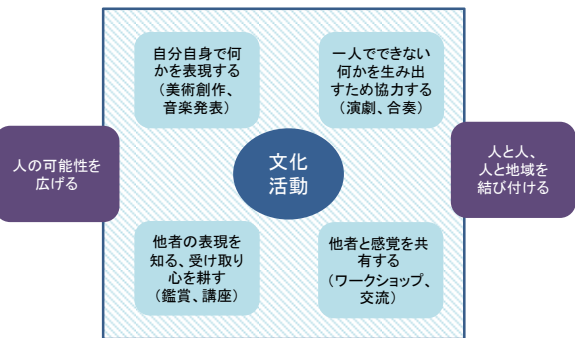 自分自身で何
かを表現する
（美術創作、
音楽発表）
一人でできない
何かを生み出
すため協力する
（演劇、合奏）
人の可能性を
広げる
文化
活動
人と人、
人と地域を
結び付ける
他者の表現を
知る、受け取り
心を耕す
（鑑賞、講座）
他者と感覚を共
有する
（ワークショップ、
交流）